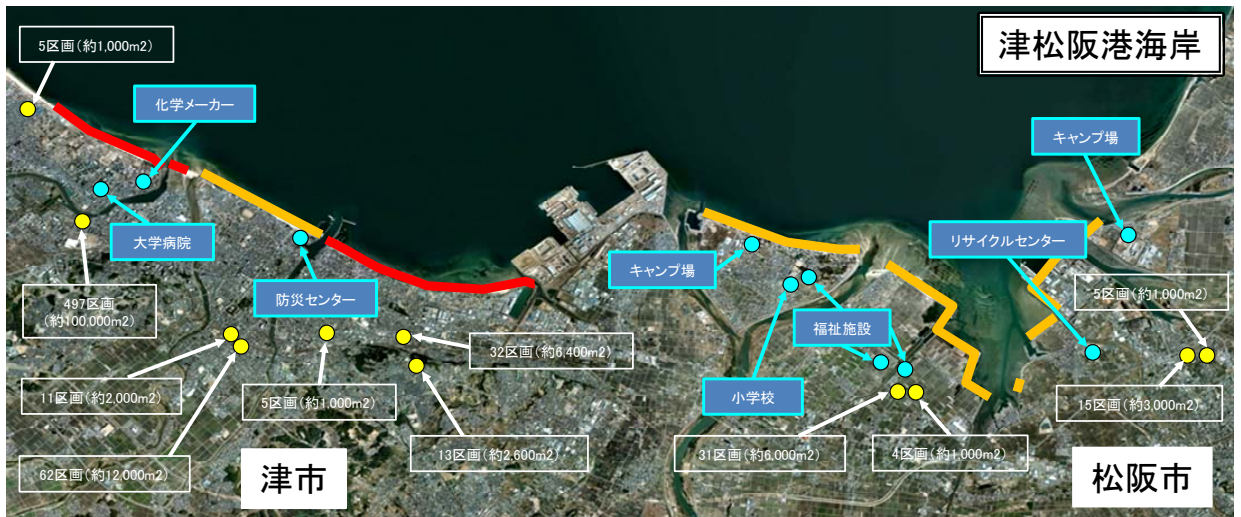 津松阪港海岸
5区画(約1,000m2)
化学メーカー
キャンプ場
大学病院
リサイクルセンター
キャンプ場
防災センター
497区画
(約100,000m2)
5区画(約1,000m2)
福祉施設
32区画(約6,400m2)
11区画(約2,000m2)
5区画(約1,000m2)
小学校
15区画(約3,000m2)
13区画(約2,600m2)
31区画(約6,000m2)
4区画(約1,000m2)
62区画(約12,000m2)
津市
松阪市